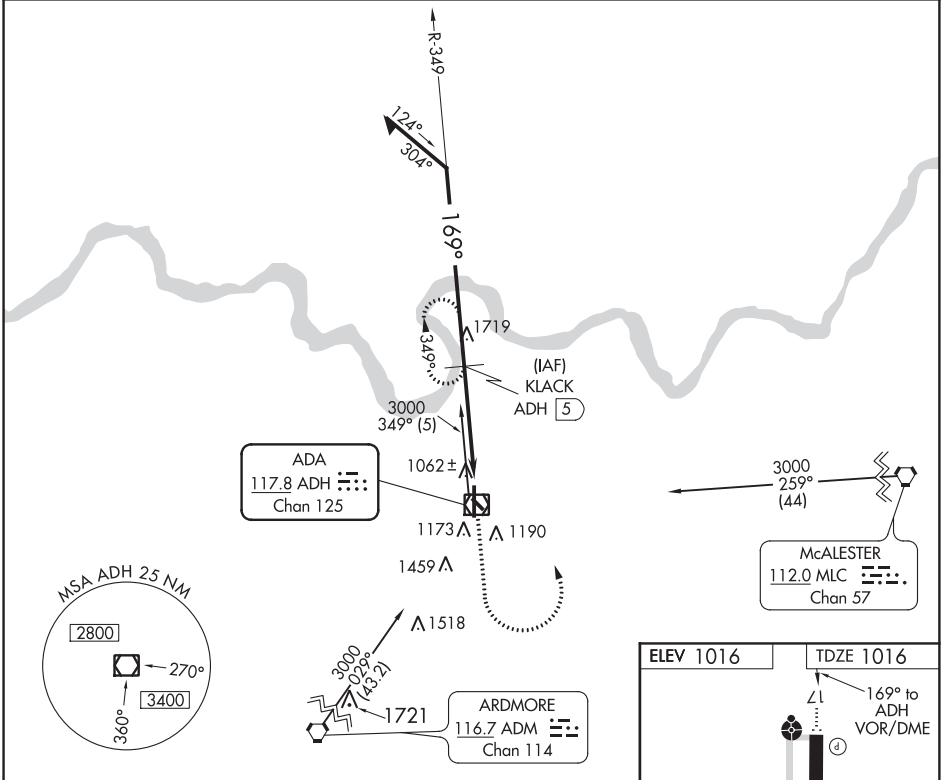 R-349
124°
304°
169°
1719
349°
(IAF)
KLACK
ADH 5
3000
349° (5)
ADA
117.8 ADH
Chan 125
1062 ±
1173
1190
1459
1518
3000
259°
(44)
McALESTER
112.0 MLC
Chan 57
MSA ADH 25 NM
2800
270°
3400
360°
3000
029°
(43.2)
1721
ARDMORE
116.7 ADM
Chan 114
ELEV 1016
TDZE 1016
17
169° to
ADH
VOR/DME
P